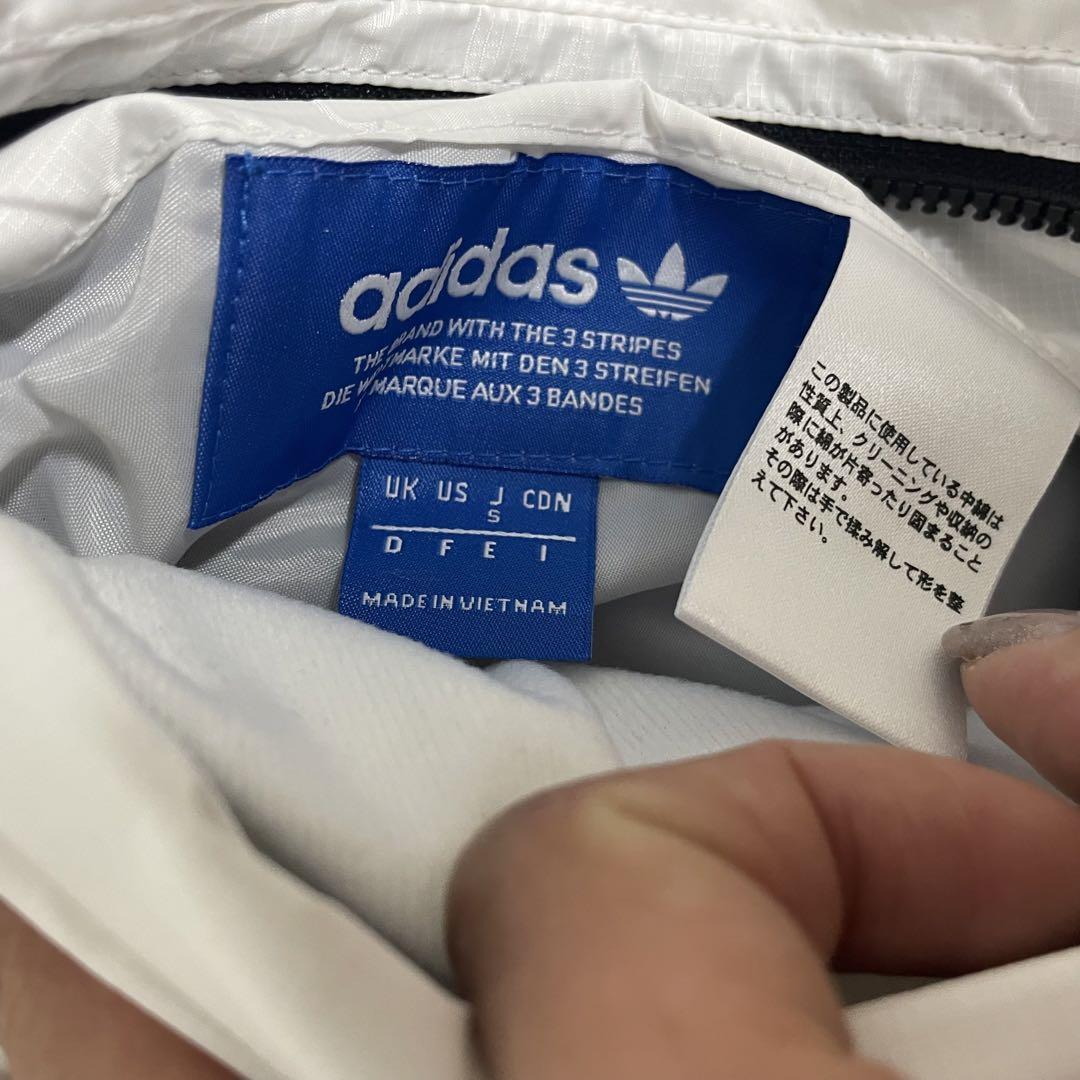 adidas
THE BRAND WITH THE 3 STRIPES
DIE MIT DEN 3 STREIFEN
MARQUE AUX 3 BANDES
UK US J CDN
S
D F E I
MADE IN VIETNAM
この製品に使用している中綿は
性質上、クリーニングや収納の
際に綿が片寄ったり固まること
があります。
その際は手で揉み解して形を整
えて下さい。